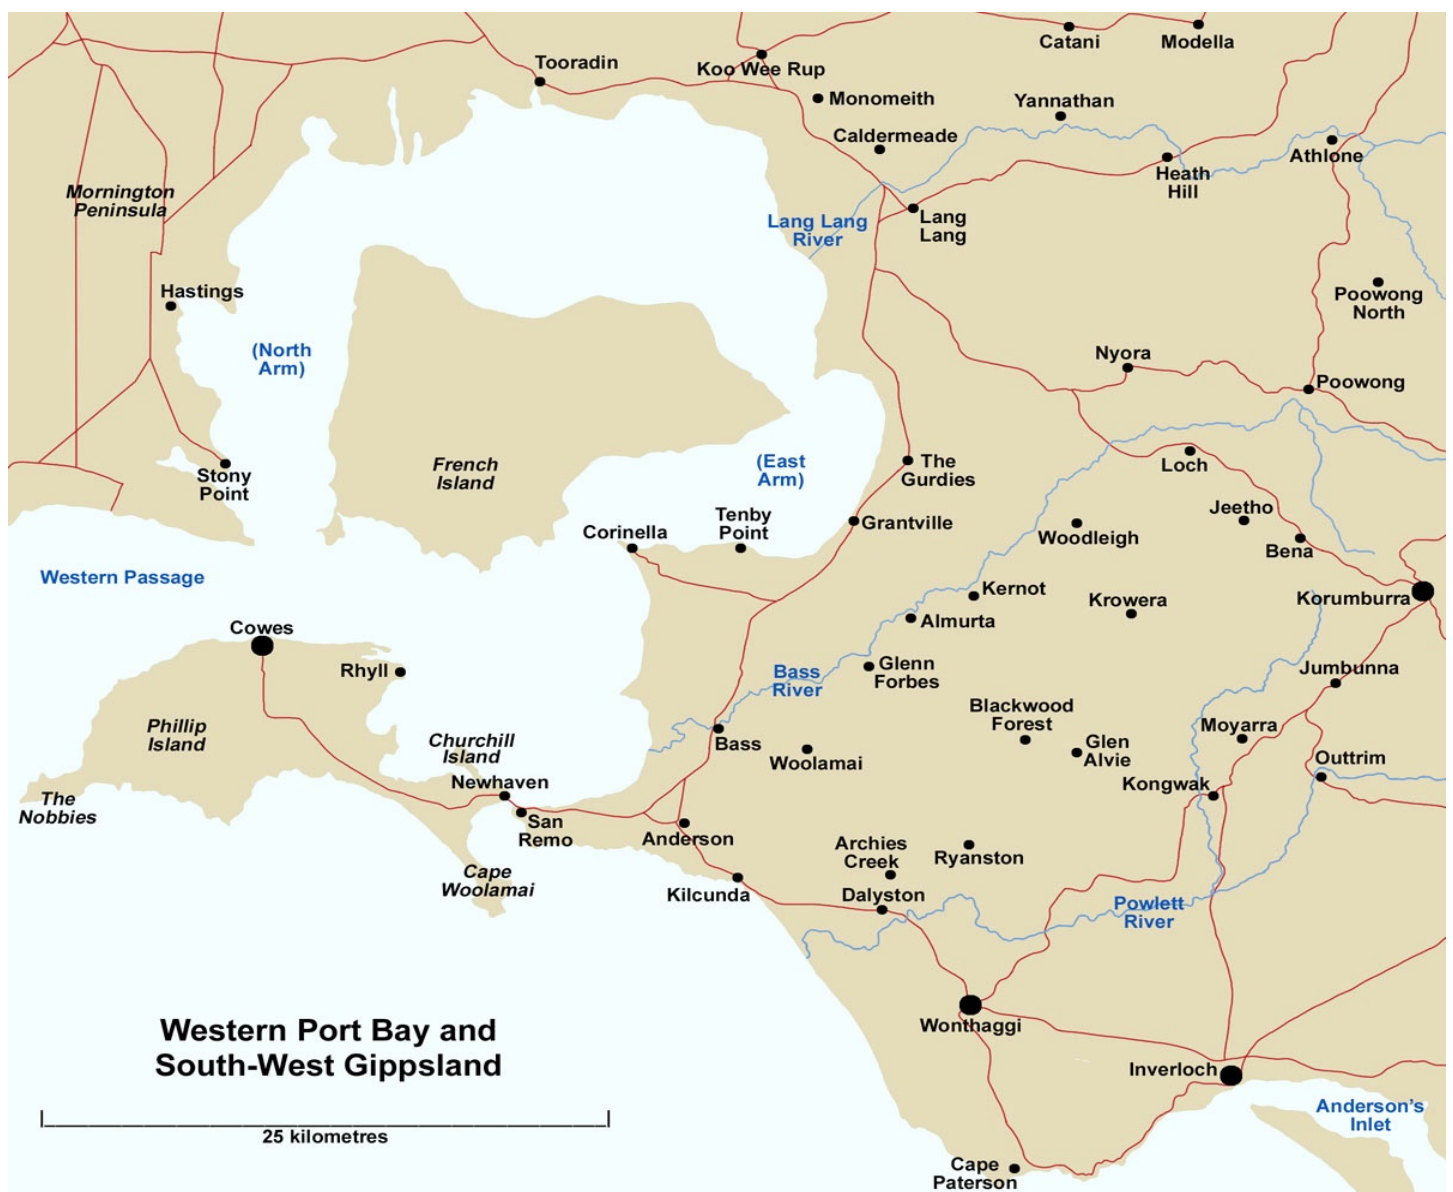 Catani
Modella
Tooradin
Koo Wee Rup
Monomeith
Yannathan
Caldermeade
Athlone
Heath
Hill
Mornington
Peninsula
Lang Lang
River
Lang
Lang
Hastings
Poowong
North
(North
Arm)
Nyora
Poowong
French
Island
(East
Arm)
The
Gurdies
Loch
Stony
Point
Corinella
Tenby
Point
Grantville
Jeetho
Woodleigh
Bena
Western Passage
Kernot
Krowera
Korumburra
Cowes
Almurta
Rhyll
Glenn
Forbes
Bass
River
Jumbunna
Phillip
Island
Churchill
Island
Blackwood
Forest
Moyarra
Bass
Woolamai
Glen
Alvie
Outtrim
Newhaven
Kongwak
The
Nobbies
San
Remo
Anderson
Archies
Creek
Ryanston
Cape
Woolamai
Kilcunda
Dalyston
Powlett
River
Wonthaggi
Western Port Bay and
South-West Gippsland
Inverloch
Anderson's
Inlet
25 kilometres
Cape
Paterson